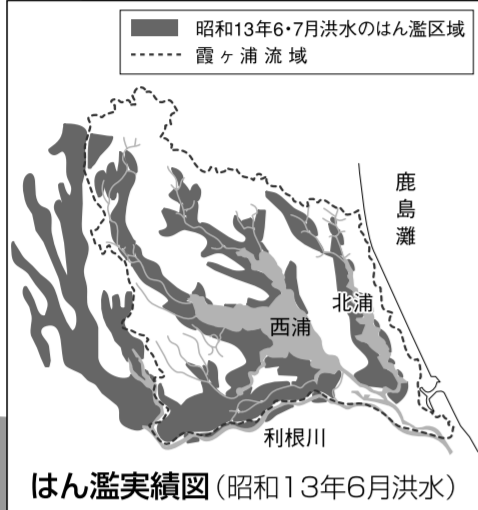 昭和13年6・7月洪水のはん濫区域
霞ヶ浦流域
鹿島灘
北浦
西浦
利根川
はん濫実績図(昭和13年6月洪水)